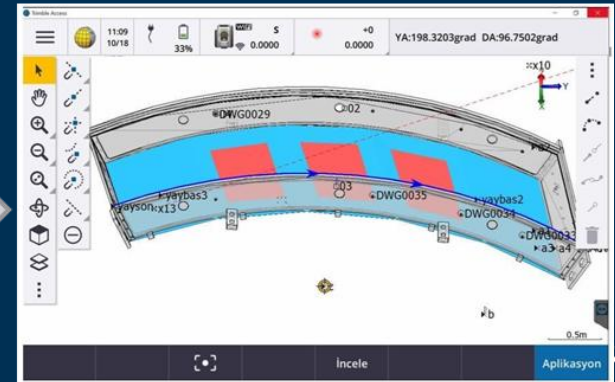 Trimble Access
11:09
10/18
33%
S
0.0000
+0
0.0000
YA:198.3203grad DA:96.7502grad
x10
Y
DWG0029
02
yaybas3
03
DWG0035
yaybas2
yayson
x13
DWG0034
DWG0033
a3
a4
b
0.5m
İncele
Aplikasyon